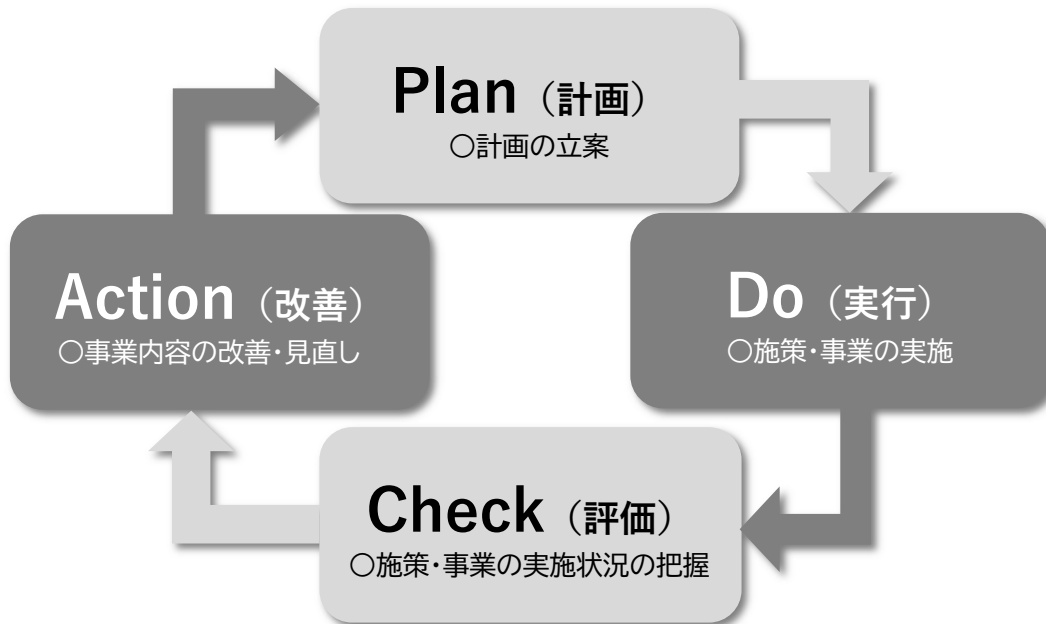 Plan（計画）
○計画の立案
Action（改善）
○事業内容の改善・見直し
Do（実行）
○施策・事業の実施
Check（評価）
○施策・事業の実施状況の把握